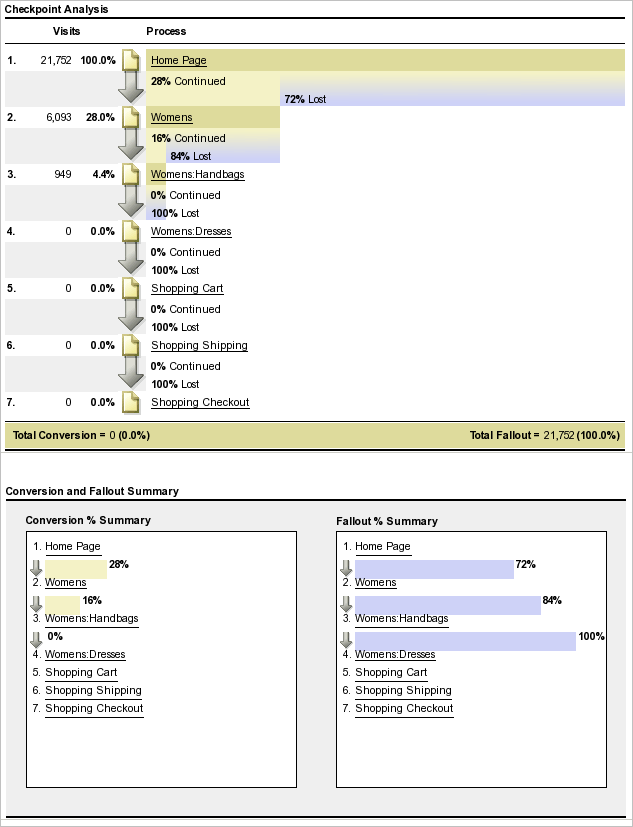 Checkpoint Analysis
Visits Process
1. 21,752 100.0% Home Page
28% Continued
72% Lost
2. 6,093 28.0% Womens
16% Continued
84% Lost
3. 949 4.4% Womens:Handbags
0% Continued
100% Lost
4. 0 0.0% Womens:Dresses
0% Continued
100% Lost
5. 0 0.0% Shopping Cart
0% Continued
100% Lost
6. 0 0.0% Shopping Shipping
0% Continued
100% Lost
7. 0 0.0% Shopping Checkout
Total Conversion = 0 (0.0%) Total Fallout = 21,752 (100.0%)
Conversion and Fallout Summary
Conversion % Summary
1. Home Page
28%
2. Womens
16%
3. Womens:Handbags
0%
4. Womens:Dresses
5. Shopping Cart
6. Shopping Shipping
7. Shopping Checkout
Fallout % Summary
1. Home Page
72%
2. Womens
84%
3. Womens:Handbags
100%
4. Womens:Dresses
5. Shopping Cart
6. Shopping Shipping
7. Shopping Checkout